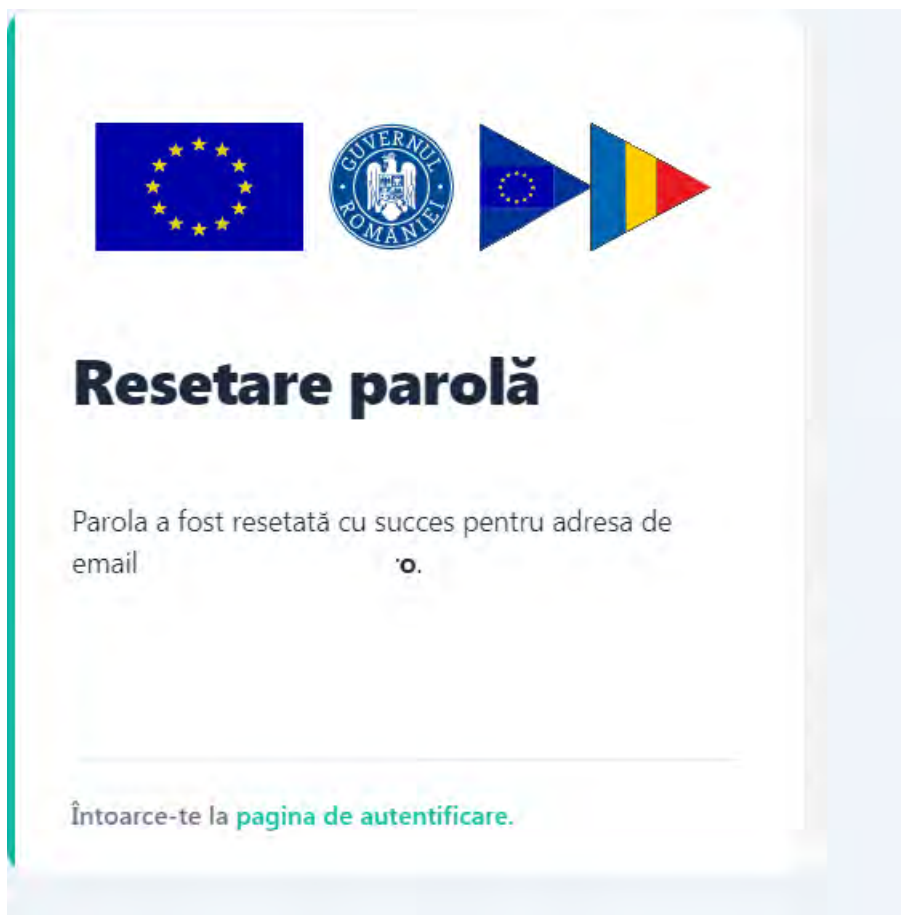 GUVERNUL ROMÂNIEI
Resetare parolă
Parola a fost resetată cu succes pentru adresa de
email o.
Întoarce-te la pagina de autentificare.